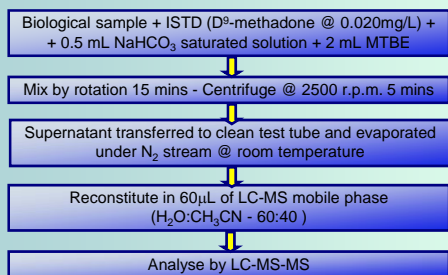 Biological sample + ISTD (D⁹-methadone @ 0.020mg/L) +
+ 0.5 mL NaHCO₃ saturated solution + 2 mL MTBE
Mix by rotation 15 mins - Centrifuge @ 2500 r.p.m. 5 mins
Supernatant transferred to clean test tube and evaporated
under N₂ stream @ room temperature
Reconstitute in 60µL of LC-MS mobile phase
(H₂O:CH₃CN - 60:40 )
Analyse by LC-MS-MS